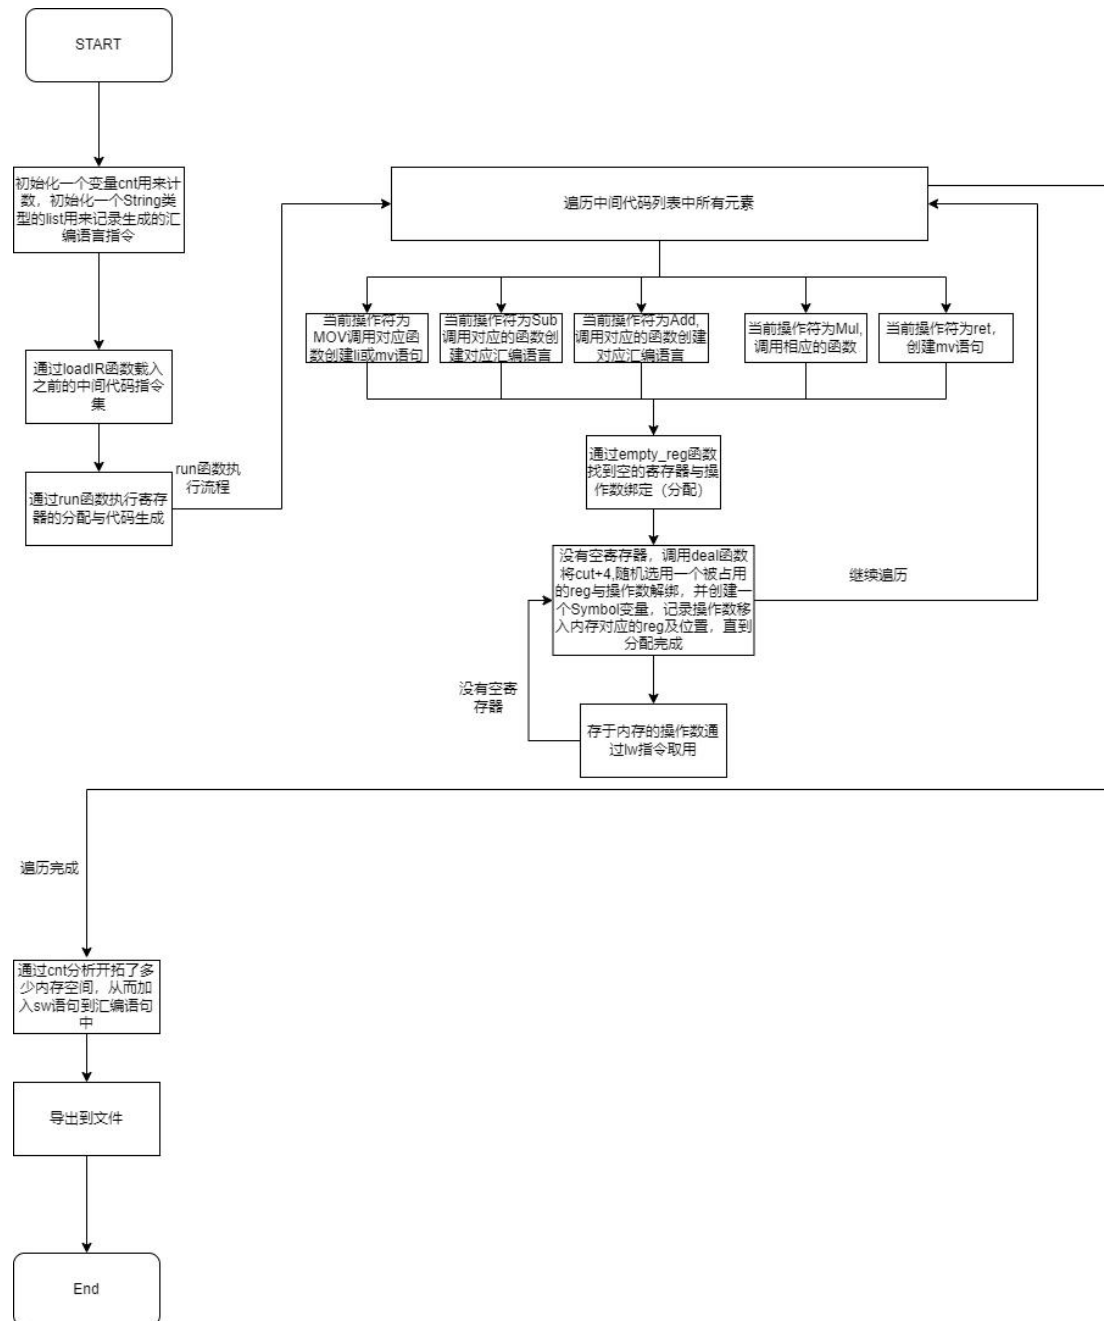 START
初始化一个变量cnt用来计
数，初始化一个String类
型的list用来记录生成的汇
编语言指令
通过loadIR函数载入
之前的中间代码指令
集
通过run函数执行寄存
器的分配与代码生成
run函数执
行流程
遍历中间代码列表中所有元素
当前操作符为
MOV调用对应函
数创建li或mv语句
当前操作符为Sub
调用对应的函数创
建对应汇编语言
当前操作符为Add,
调用对应的函数创建
对应汇编语言
当前操作符为Mul,
调用相应的函数
当前操作符为ret，
创建mv语句
通过empty_reg函数
找到空的寄存器与操
作数绑定（分配）
没有空寄存器，调用deal函数
将cut+4,随机选用一个被占用
的reg与操作数解绑，并创建一
个Symbol变量，记录操作数移
入内存对应的reg及位置，直到
分配完成
继续遍历
没有空寄
存器
存于内存的操作数通
过lw指令取用
遍历完成
通过cnt分析开拓了多
少内存空间，从而加
入sw语句到汇编语句
中
导出到文件
End